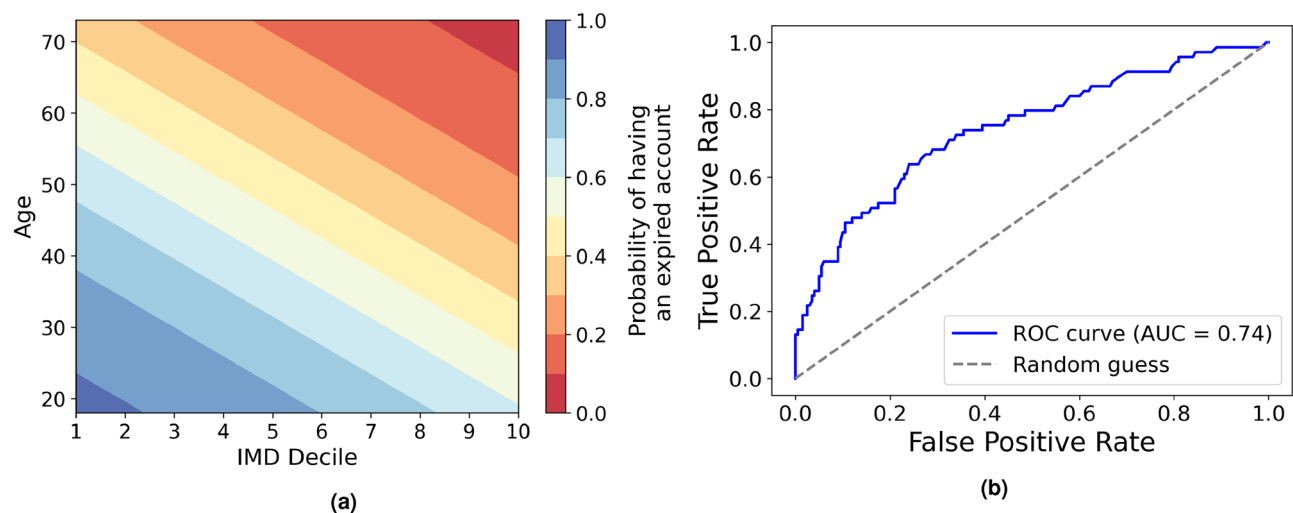 70
60
50
40
30
20
Age
1 2 3 4 5 6 7 8 9 10
IMD Decile
1.0
0.8
0.6
0.4
0.2
0.0
Probability of having
an expired account
(a)
1.0
0.8
0.6
0.4
0.2
0.0
True Positive Rate
ROC curve (AUC = 0.74)
Random guess
0.0 0.2 0.4 0.6 0.8 1.0
False Positive Rate
(b)